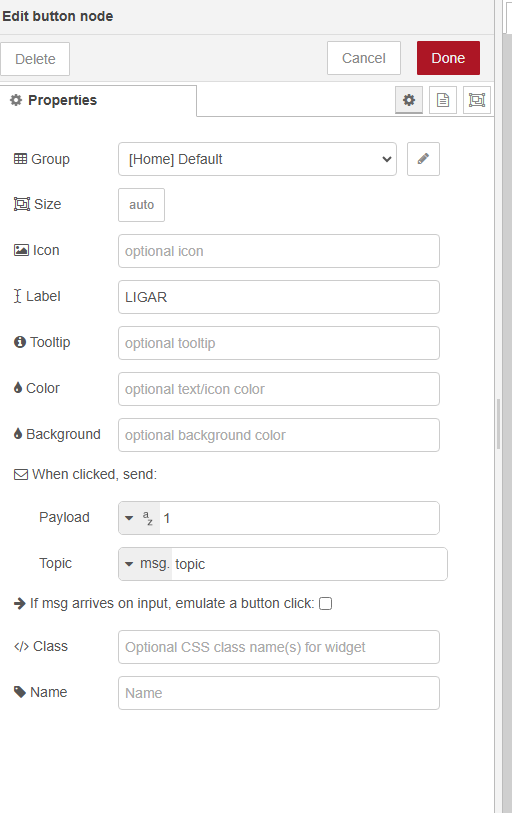 Edit button node
Delete
Cancel
Done
Properties
Group
[Home] Default
Size
auto
Icon
optional icon
Label
LIGAR
Tooltip
optional tooltip
Color
optional text/icon color
Background
optional background color
When clicked, send:
Payload
a
z
1
Topic
msg. topic
If msg arrives on input, emulate a button click:
</> Class
Optional CSS class name(s) for widget
Name
Name